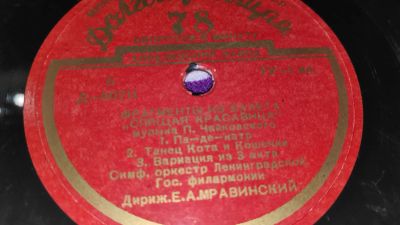 Долгоиграющая
78
ФРАГМЕНТЫ ИЗ БАЛЕТА
"СПЯЩАЯ КРАСАВИЦА"
музыка П. Чайковского
1. Па-де-катр
2. Танец Кота и Кошечки
3. Вариация из 3 акта
Симф. оркестр Ленинградской
Гос. филармонии
Дириж. Е.А.МРАВИНСКИЙ